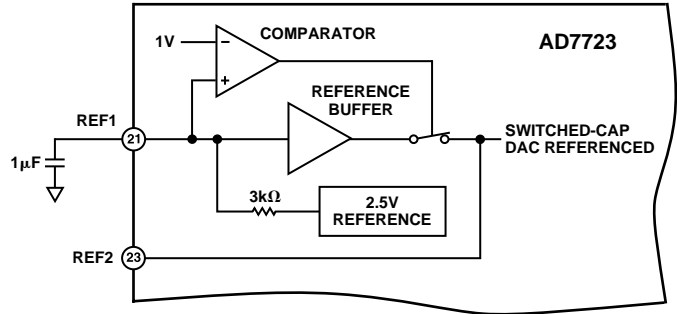 COMPARATOR
AD7723
1V
–
+
REFERENCE
BUFFER
REF1
21
SWITCHED-CAP
DAC REFERENCED
1μF
3kΩ
2.5V
REFERENCE
REF2
23